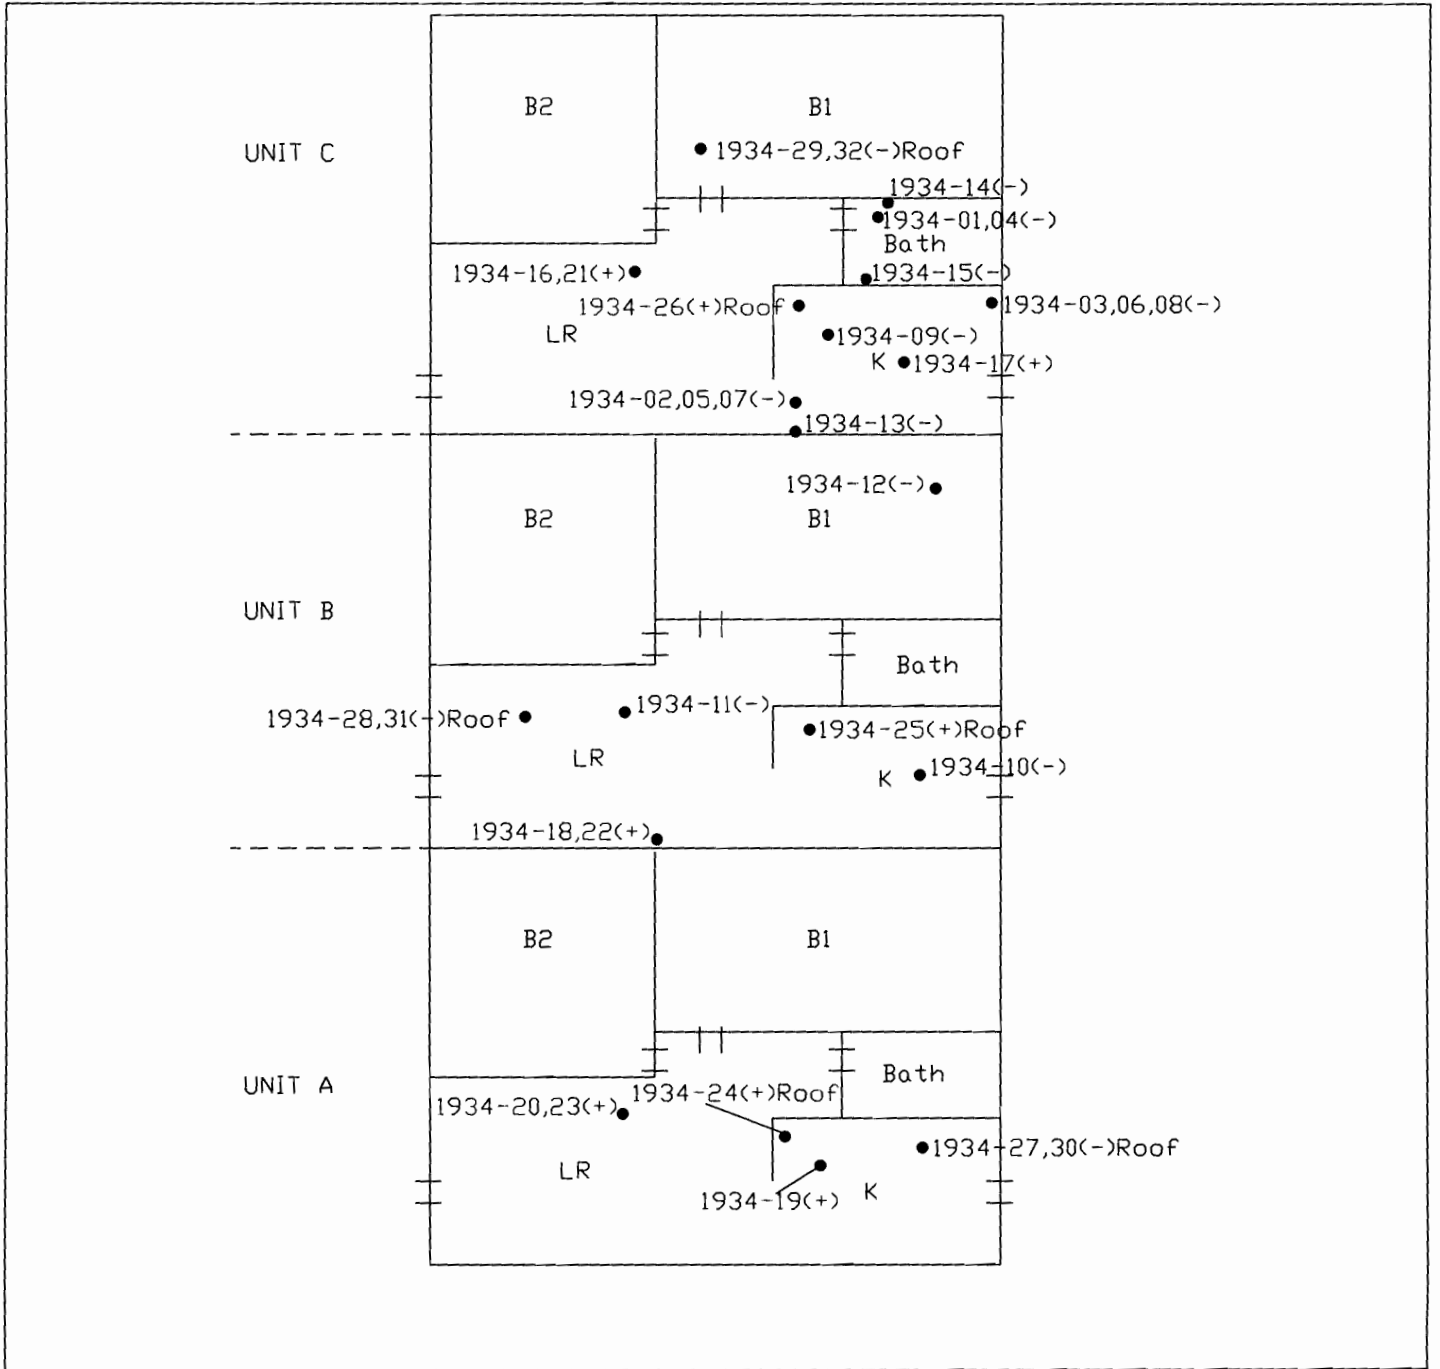 B2
B1
UNIT C
1934-29,32(-)Roof
1934-14(-)
1934-01,04(-)
Bath
1934-16,21(+)
1934-15(-)
1934-26(+)Roof
1934-03,06,08(-)
LR
1934-09(-)
K
1934-17(+)
1934-02,05,07(-)
1934-13(-)
1934-12(-)
B2
B1
UNIT B
Bath
1934-28,31(-)Roof
1934-11(-)
1934-25(+)Roof
LR
1934-10(-)
K
1934-18,22(+)
B2
B1
UNIT A
Bath
1934-24(+)Roof
1934-20,23(+)
1934-27,30(-)Roof
LR
K
1934-19(+)